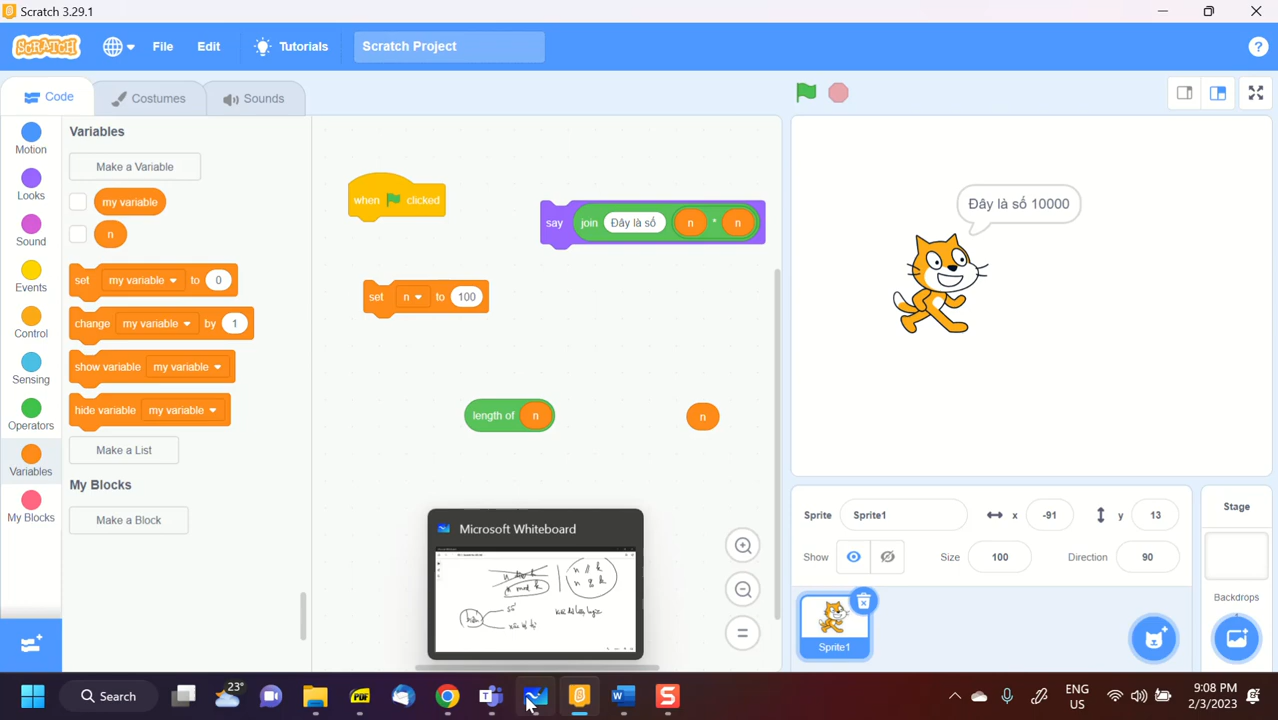 Scratch 3.29.1
SCRATCH File Edit Tutorials Scratch Project ?
Code Costumes Sounds
Motion
Looks
Sound
Events
Control
Sensing
Operators
Variables
My Blocks
Variables
Make a Variable
my variable
n
set my variable to 0
change my variable by 1
show variable my variable
hide variable my variable
Make a List
My Blocks
Make a Block
when clicked
say join Đây là số n * n
set n to 100
length of n
n
Đây là số 10000
Microsoft Whiteboard
n mod k
n // k
n % k
số
Sprite Sprite1 x -91 y 13
Show Size 100 Direction 90
Sprite1
Stage
Backdrops
Search
23°
PDF
T
W
S
ENG
US
9:08 PM
2/3/2023